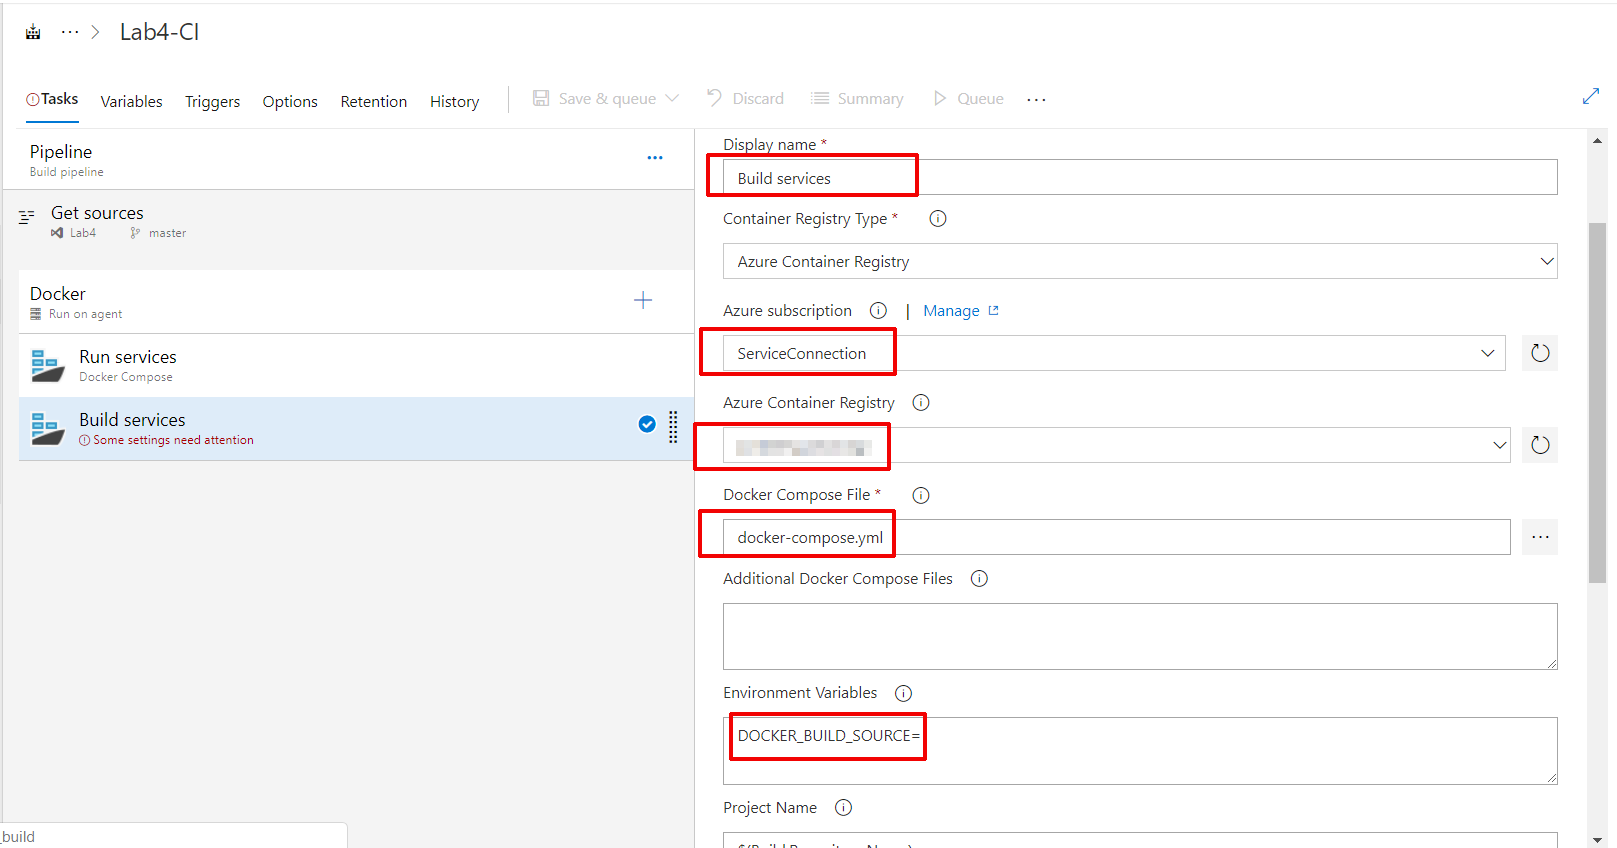 ··· > Lab4-CI
Tasks Variables Triggers Options Retention History Save & queue Discard Summary Queue ···
Pipeline
Build pipeline
Get sources
Lab4 master
Docker
Run on agent
Run services
Docker Compose
Build services
Some settings need attention
_build
Display name *
Build services
Container Registry Type *
Azure Container Registry
Azure subscription | Manage
ServiceConnection
Azure Container Registry
Docker Compose File *
docker-compose.yml
Additional Docker Compose Files
Environment Variables
DOCKER_BUILD_SOURCE=
Project Name